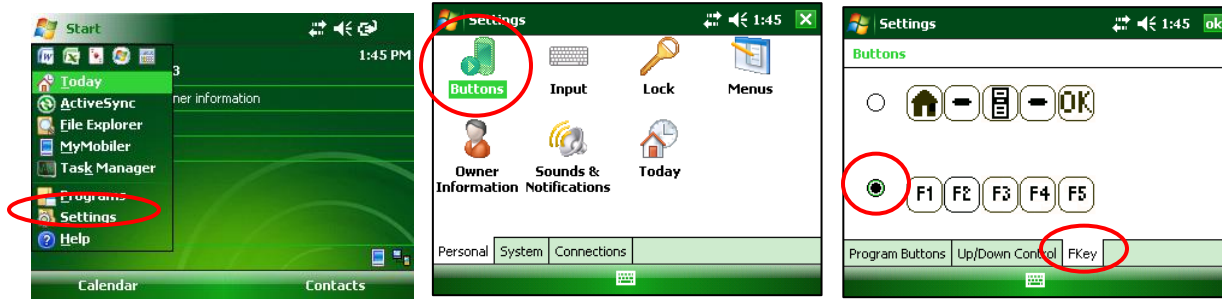 Start
1:45 PM
3
Today
ActiveSync
ner information
File Explorer
MyMobiler
Task Manager
Programs
Settings
Help
Calendar Contacts
Settings 1:45
Buttons Input Lock Menus
Owner Information Sounds & Notifications Today
Personal System Connections
Settings 1:45 ok
Buttons
OK
F1 F2 F3 F4 F5
Program Buttons Up/Down Control FKey